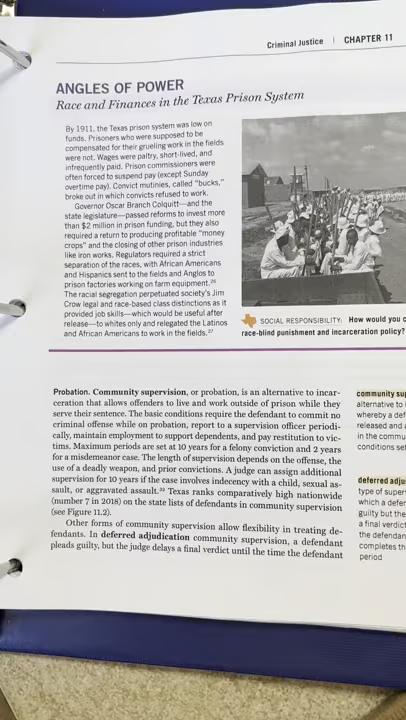 Criminal Justice | CHAPTER 11
ANGLES OF POWER
Race and Finances in the Texas Prison System
By 1911, the Texas prison system was low on
funds. Prisoners who were supposed to be
compensated for their grueling work in the fields
were not. Wages were paltry, short-lived, and
infrequently paid. Prison commissioners were
often forced to suspend pay (except Sunday
overtime pay). Convict mutinies, called “bucks,”
broke out in which convicts refused to work.
Governor Oscar Branch Colquitt—and the
state legislature—passed reforms to invest more
than $2 million in prison funding, but they also
required a return to producing profitable “money
crops” and the closing of other prison industries
like iron works. Regulators required a strict
separation of the races, with African Americans
and Hispanics sent to the fields and Anglos to
prison factories working on farm equipment.26
The racial segregation perpetuated society's Jim
Crow legal and race-based class distinctions as it
provided job skills—which would be useful after
release—to whites only and relegated the Latinos
and African Americans to work in the fields.27
SOCIAL RESPONSIBILITY: How would you c
race-blind punishment and incarceration policy?
Probation. Community supervision, or probation, is an alternative to incar-
ceration that allows offenders to live and work outside of prison while they
serve their sentence. The basic conditions require the defendant to commit no
criminal offense while on probation, report to a supervision officer periodi-
cally, maintain employment to support dependents, and pay restitution to vic-
tims. Maximum periods are set at 10 years for a felony conviction and 2 years
for a misdemeanor case. The length of supervision depends on the offense, the
use of a deadly weapon, and prior convictions. A judge can assign additional
supervision for 10 years if the case involves indecency with a child, sexual as-
sault, or aggravated assault.32 Texas ranks comparatively high nationwide
(number 7 in 2018) on the state lists of defendants in community supervision
(see Figure 11.2).
Other forms of community supervision allow flexibility in treating de-
fendants. In deferred adjudication community supervision, a defendant
pleads guilty, but the judge delays a final verdict until the time the defendant
community sup
alternative to i
whereby a def
released and a
in the commu
conditions set
deferred adju
type of super
which a defer
guilty but the
a final verdict
the defendan
completes th
period